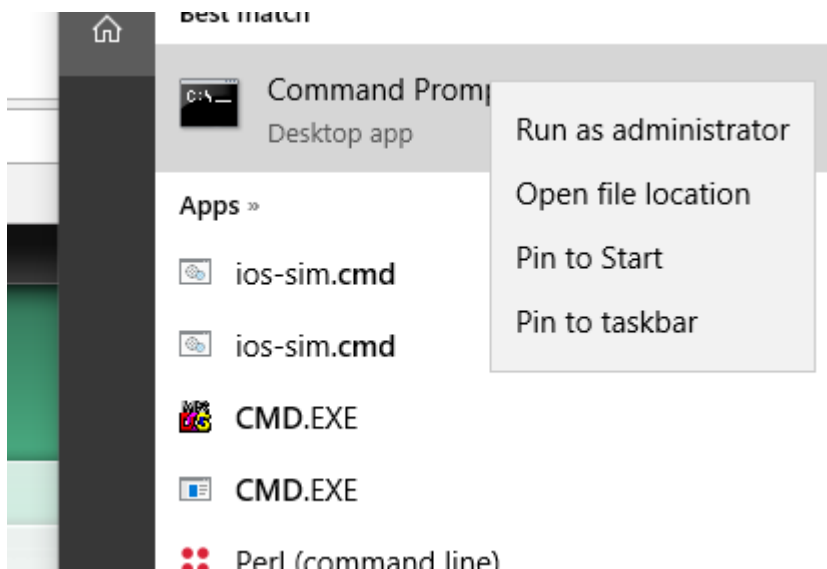 Best match
Command Promp
Desktop app
Run as administrator
Open file location
Pin to Start
Pin to taskbar
Apps »
ios-sim.cmd
ios-sim.cmd
CMD.EXE
CMD.EXE
Perl (command line)